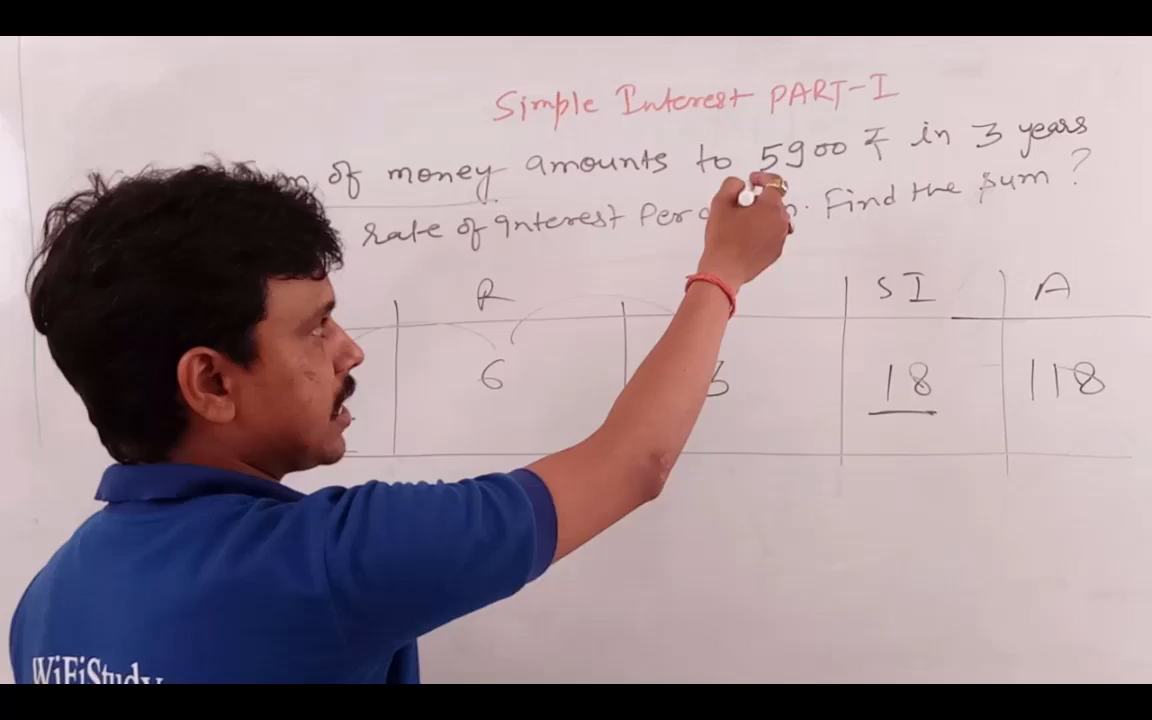 Simple Interest PART-I
of money amounts to 5900 ₹ in 3 years
rate of interest Per Find the sum ?
R SI A
6 3 18 118
WiFiStudy